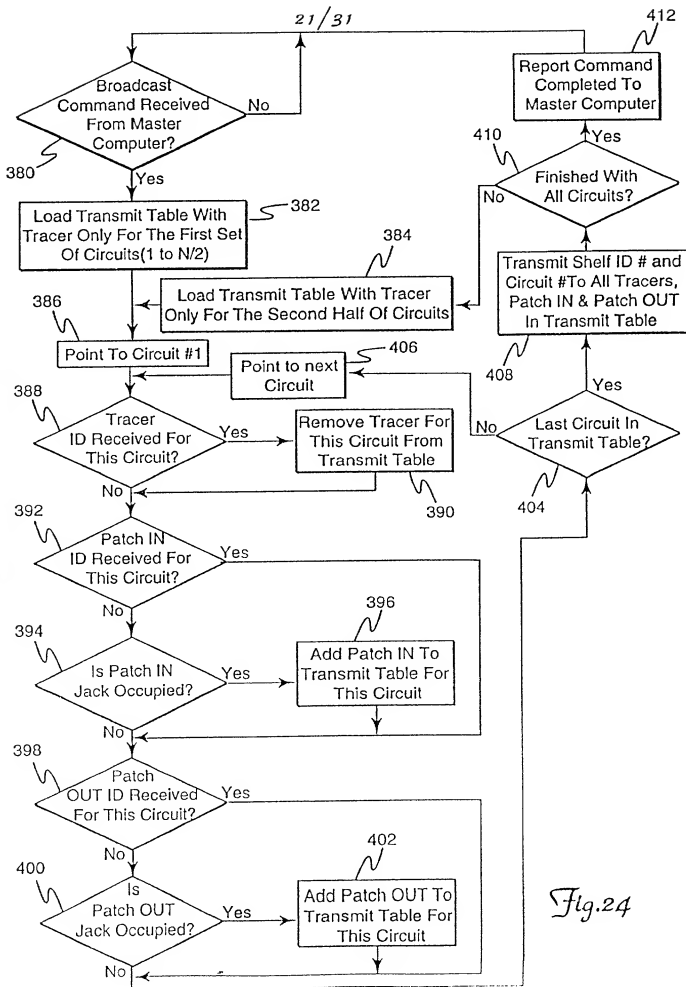 21/31
Broadcast
Command Received
From Master
Computer?
No
380
Yes
Load Transmit Table With
Tracer Only For The First Set
Of Circuits(1 to N/2)
382
384
Load Transmit Table With Tracer
Only For The Second Half Of Circuits
386
Point To Circuit #1
406
Point to next
Circuit
388
Tracer
ID Received For
This Circuit?
Yes
Remove Tracer For
This Circuit From
Transmit Table
390
No
392
Patch IN
ID Received For
This Circuit?
Yes
No
394
Is Patch IN
Jack Occupied?
Yes
396
Add Patch IN To
Transmit Table For
This Circuit
No
398
Patch
OUT ID Received
For This Circuit?
Yes
No
400
Is
Patch OUT
Jack Occupied?
Yes
402
Add Patch OUT To
Transmit Table For
This Circuit
No
412
Report Command
Completed To
Master Computer
Yes
410
Finished With
All Circuits?
No
Transmit Shelf ID # and
Circuit #To All Tracers,
Patch IN & Patch OUT
In Transmit Table
408
Yes
Last Circuit In
Transmit Table?
No
404
Fig.24